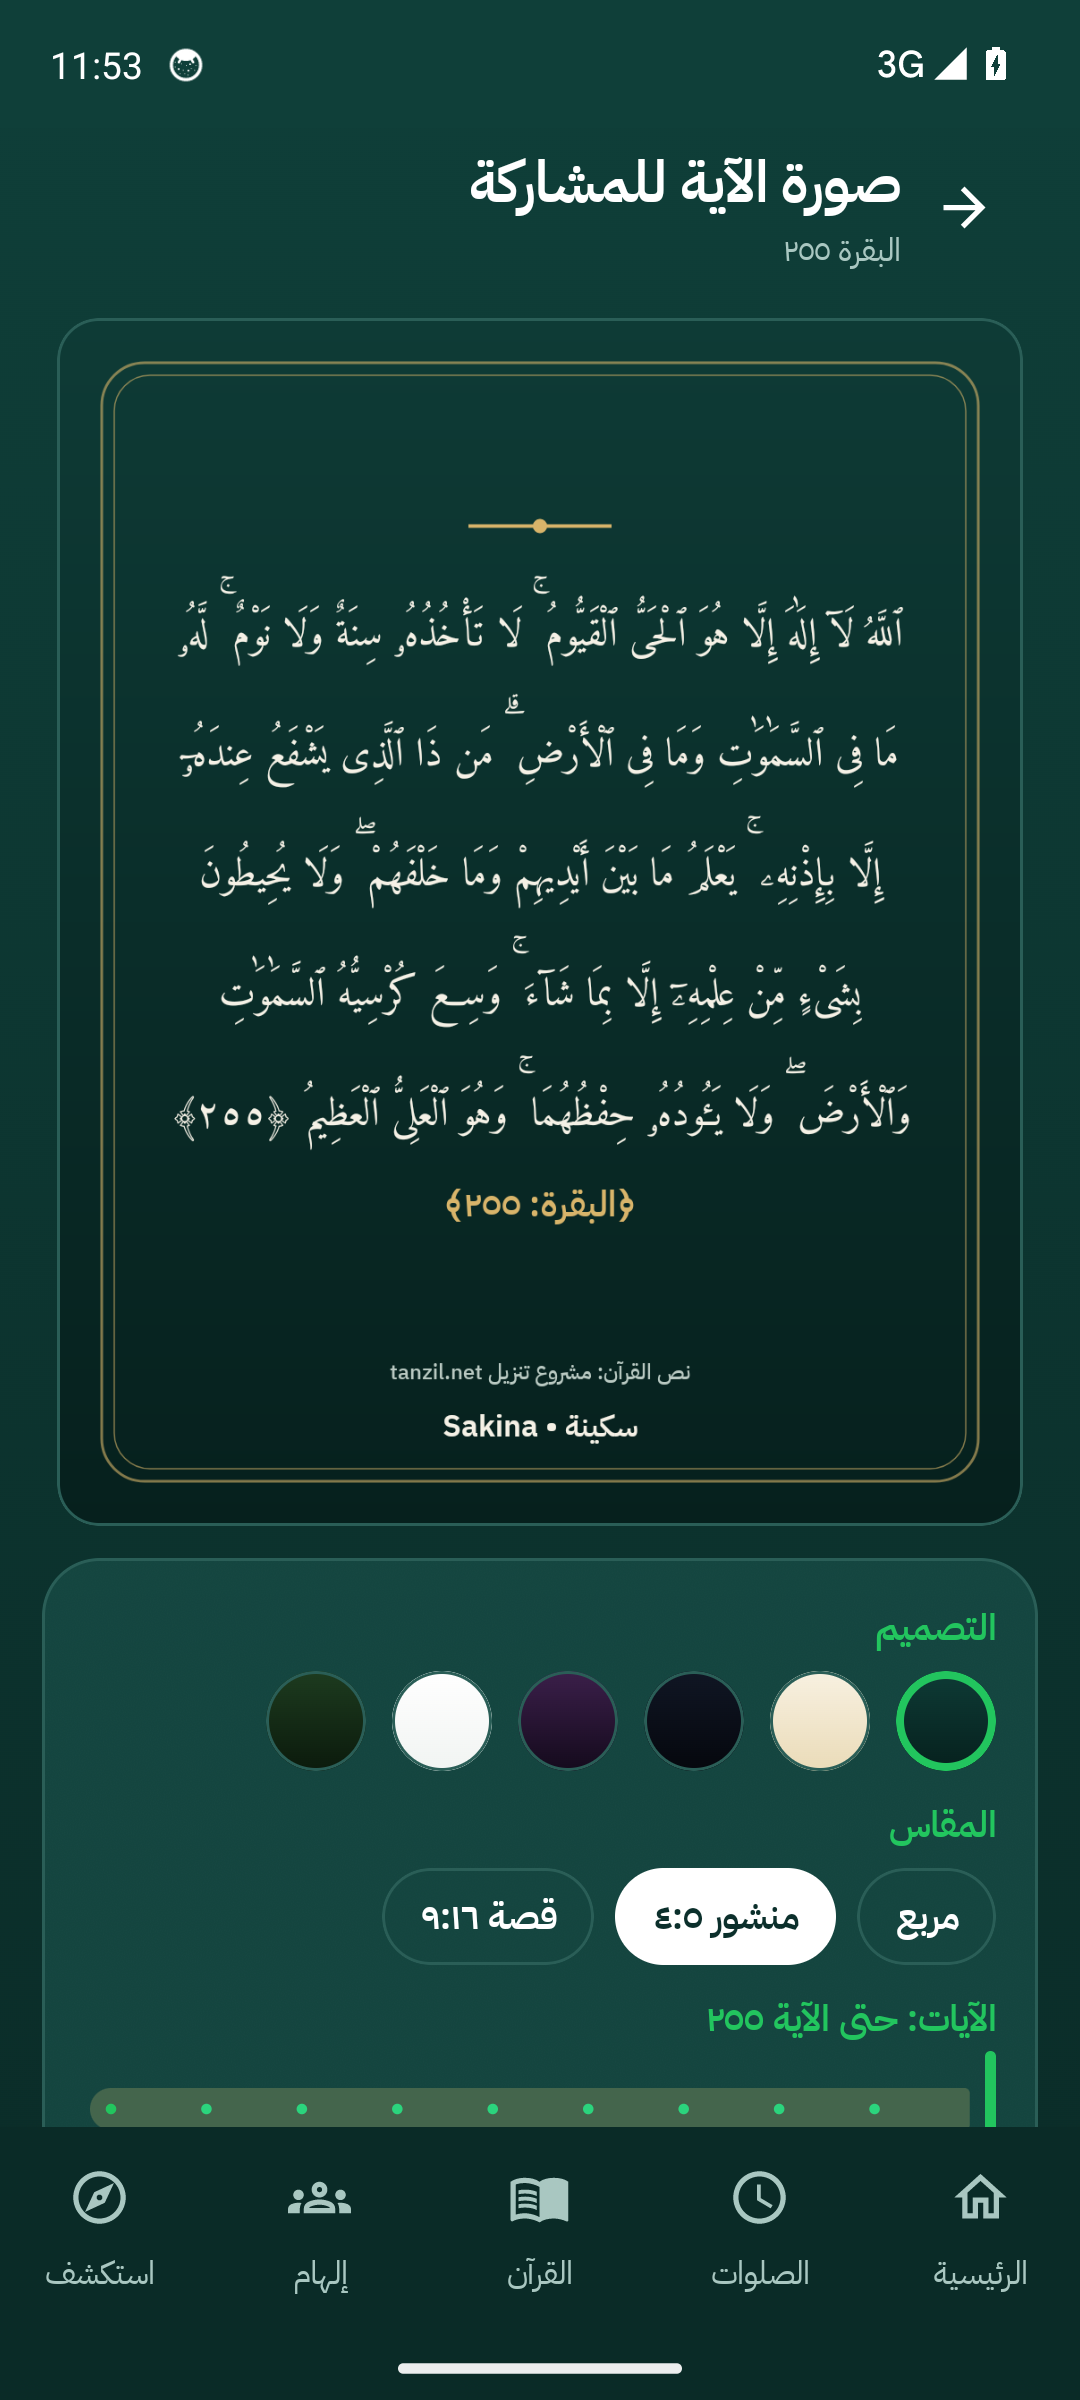 11:53
3G
صورة الآية للمشاركة
البقرة ٢٥٥
ٱللَّهُ لَآ إِلَٰهَ إِلَّا هُوَ ٱلْحَىُّ ٱلْقَيُّومُ ۚ لَا تَأْخُذُهُۥ سِنَةٌ وَلَا نَوْمٌ ۚ لَّهُۥ
مَا فِى ٱلسَّمَٰوَٰتِ وَمَا فِى ٱلْأَرْضِ ۗ مَن ذَا ٱلَّذِى يَشْفَعُ عِندَهُۥٓ
إِلَّا بِإِذْنِهِۦ ۚ يَعْلَمُ مَا بَيْنَ أَيْدِيهِمْ وَمَا خَلْفَهُمْ ۖ وَلَا يُحِيطُونَ
بِشَىْءٍ مِّنْ عِلْمِهِۦٓ إِلَّا بِمَا شَآءَ ۚ وَسِعَ كُرْسِيُّهُ ٱلسَّمَٰوَٰتِ
وَٱلْأَرْضَ ۖ وَلَا يَـُٔودُهُۥ حِفْظُهُمَا ۚ وَهُوَ ٱلْعَلِىُّ ٱلْعَظِيمُ ﴿٢٥٥﴾
﴿البقرة: ٢٥٥﴾
نص القرآن: مشروع تنزيل tanzil.net
سكينة • Sakina
التصميم
المقاس
مربع
منشور ٤:٥
قصة ٩:١٦
الآيات: حتى الآية ٢٥٥
الرئيسية
الصلوات
القرآن
إلهام
استكشف